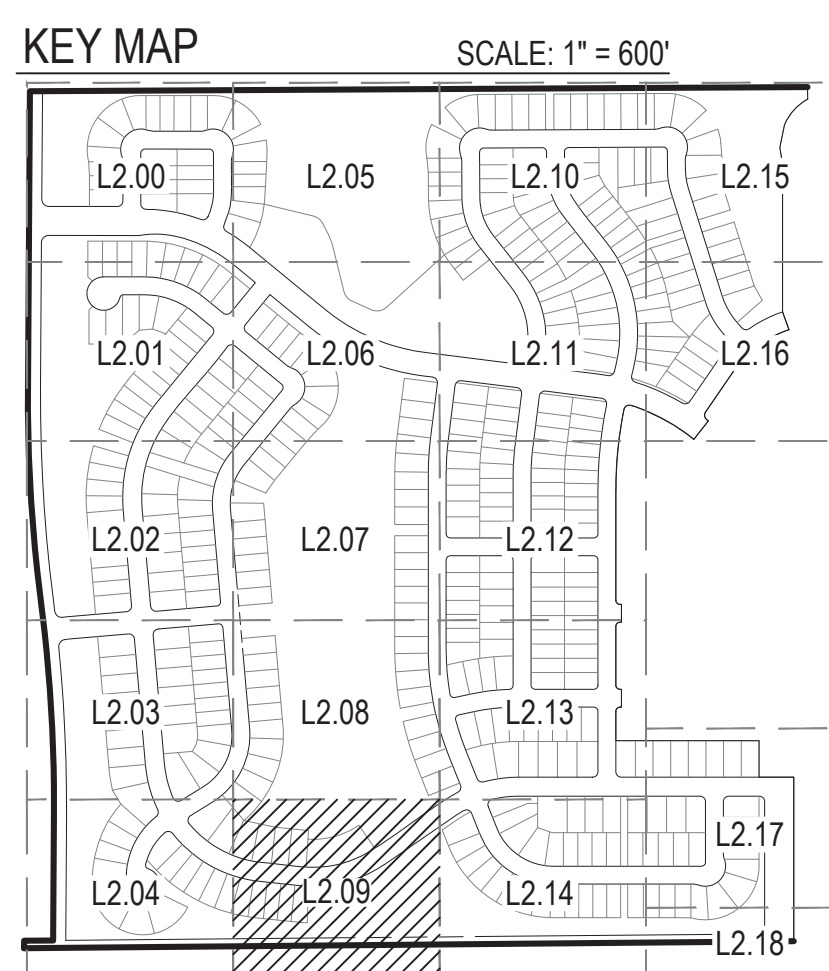 KEY MAP
SCALE: 1" = 600'
L2.00 L2.05 L2.10 L2.15
L2.01 L2.06 L2.11 L2.16
L2.02 L2.07 L2.12
L2.03 L2.08 L2.13
L2.17
L2.04 L2.09 L2.14
L2.18